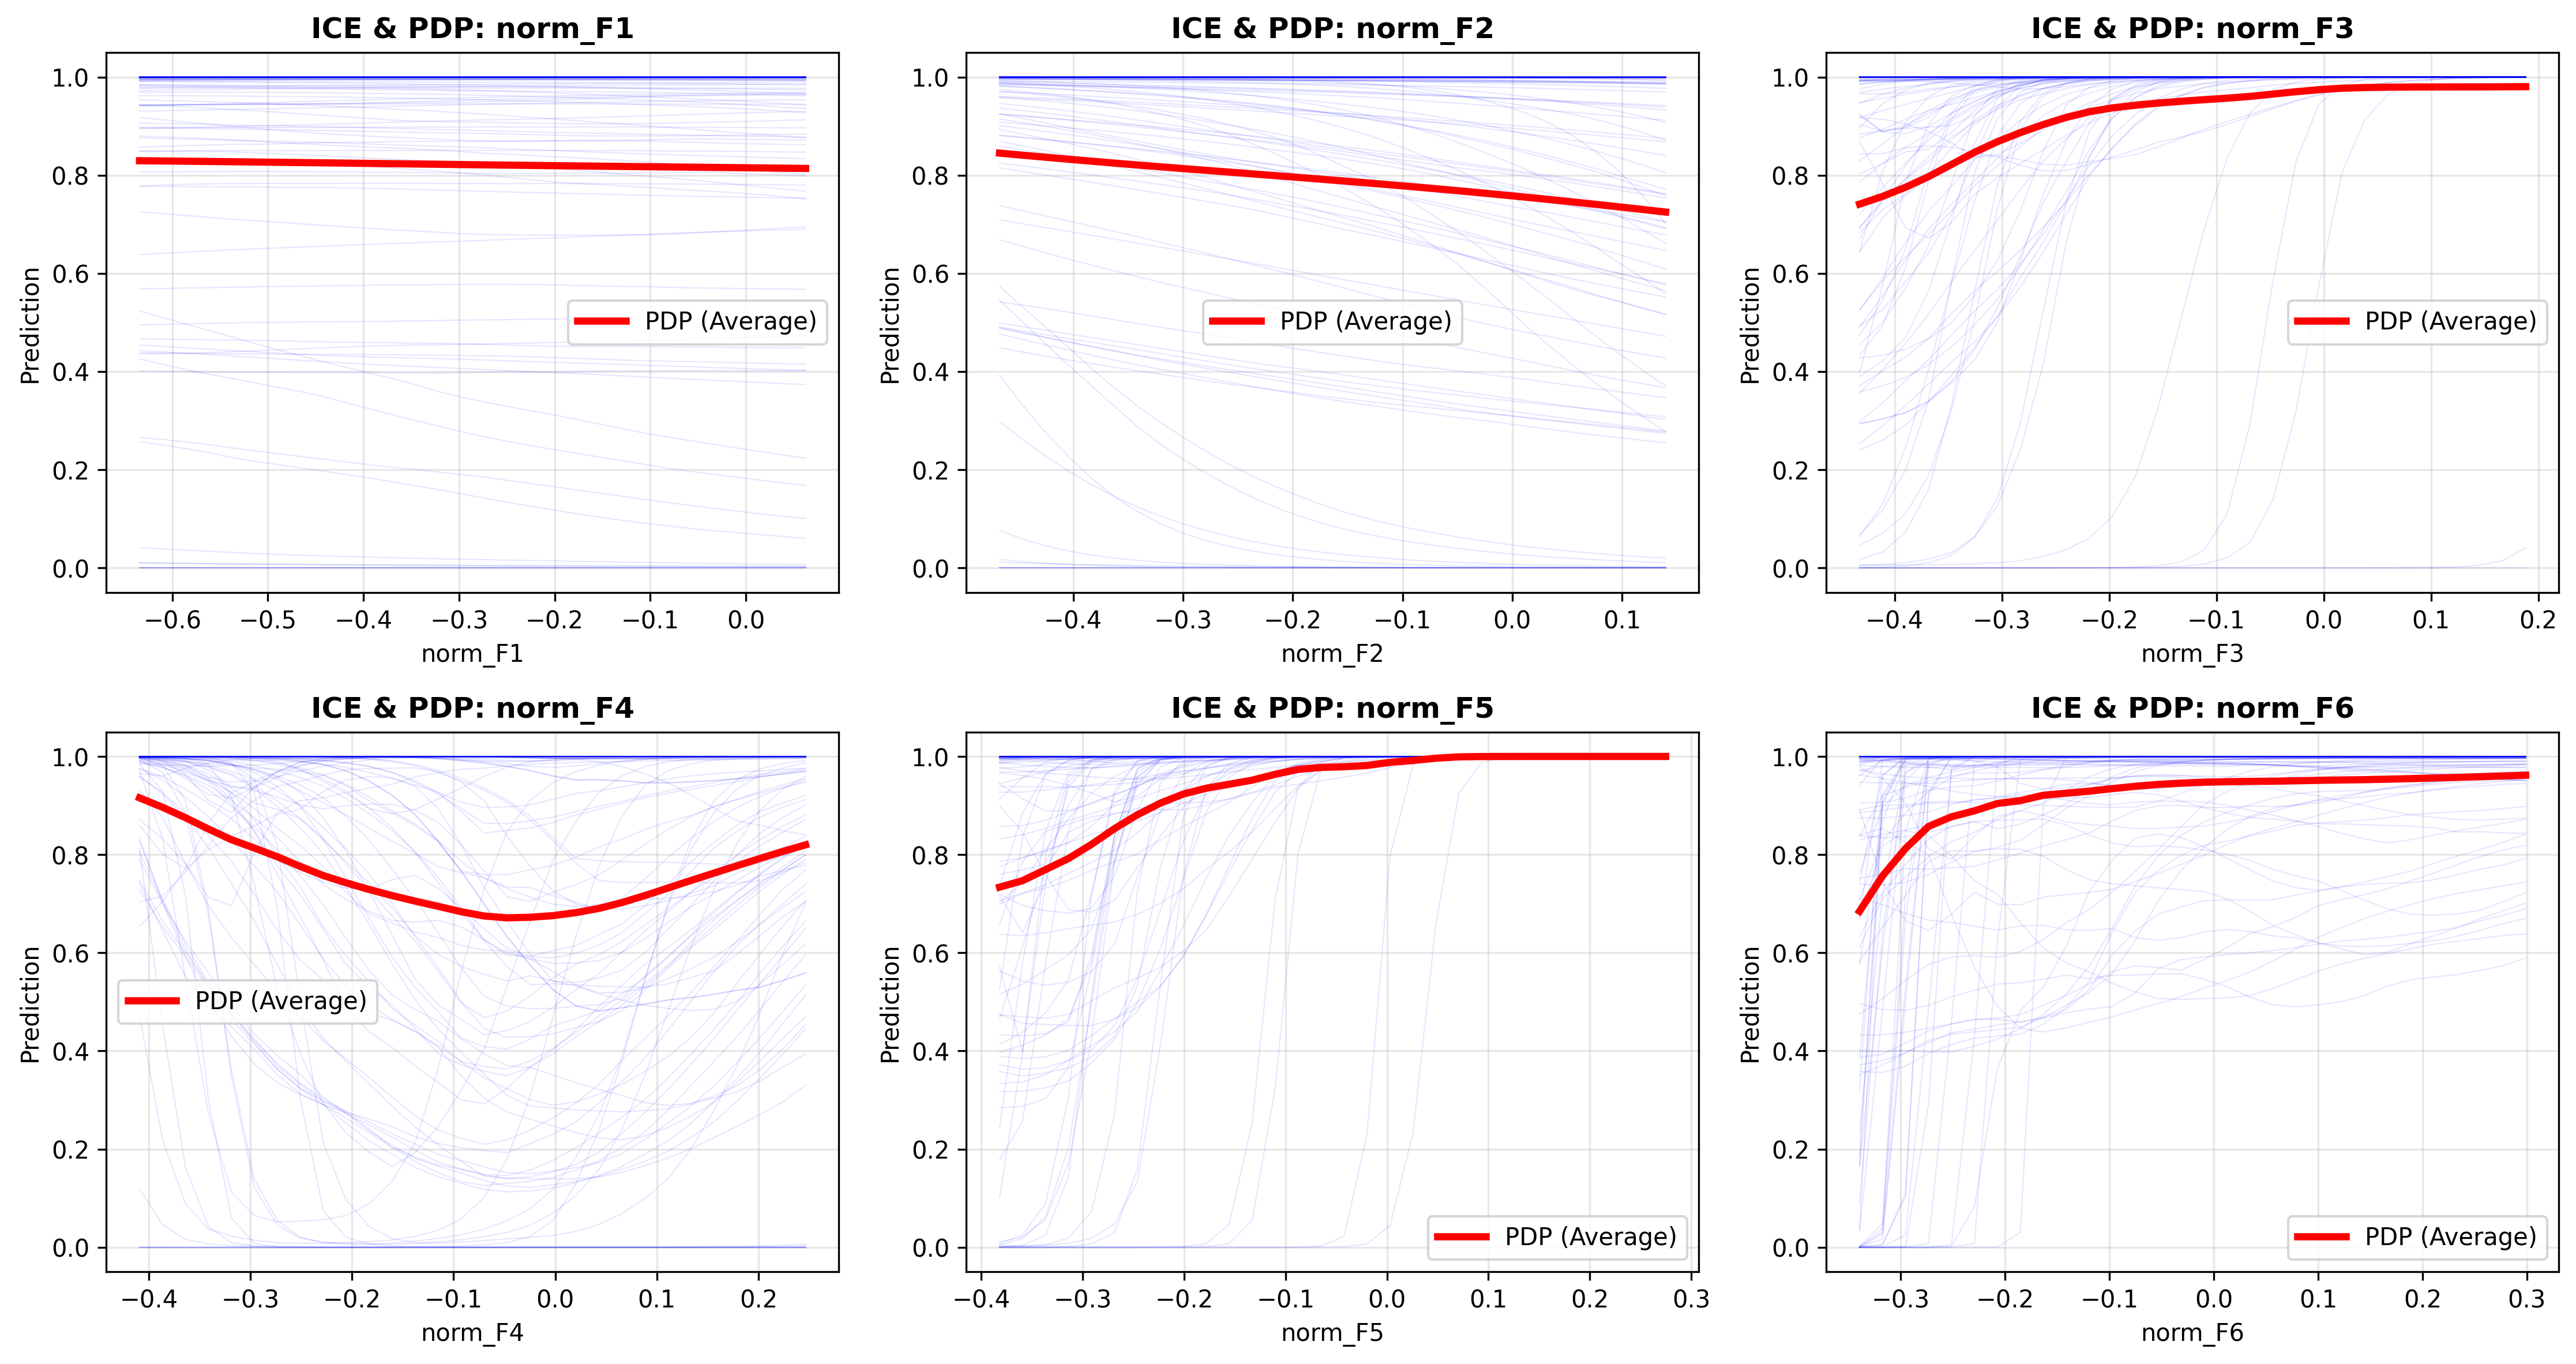 ICE & PDP: norm_F1
1.0
0.8
0.6
0.4
0.2
0.0
Prediction
PDP (Average)
−0.6 −0.5 −0.4 −0.3 −0.2 −0.1 0.0
norm_F1
ICE & PDP: norm_F2
1.0
0.8
0.6
0.4
0.2
0.0
Prediction
PDP (Average)
−0.4 −0.3 −0.2 −0.1 0.0 0.1
norm_F2
ICE & PDP: norm_F3
1.0
0.8
0.6
0.4
0.2
0.0
Prediction
PDP (Average)
−0.4 −0.3 −0.2 −0.1 0.0 0.1 0.2
norm_F3
ICE & PDP: norm_F4
1.0
0.8
0.6
0.4
0.2
0.0
Prediction
PDP (Average)
−0.4 −0.3 −0.2 −0.1 0.0 0.1 0.2
norm_F4
ICE & PDP: norm_F5
1.0
0.8
0.6
0.4
0.2
0.0
Prediction
PDP (Average)
−0.4 −0.3 −0.2 −0.1 0.0 0.1 0.2 0.3
norm_F5
ICE & PDP: norm_F6
1.0
0.8
0.6
0.4
0.2
0.0
Prediction
PDP (Average)
−0.3 −0.2 −0.1 0.0 0.1 0.2 0.3
norm_F6